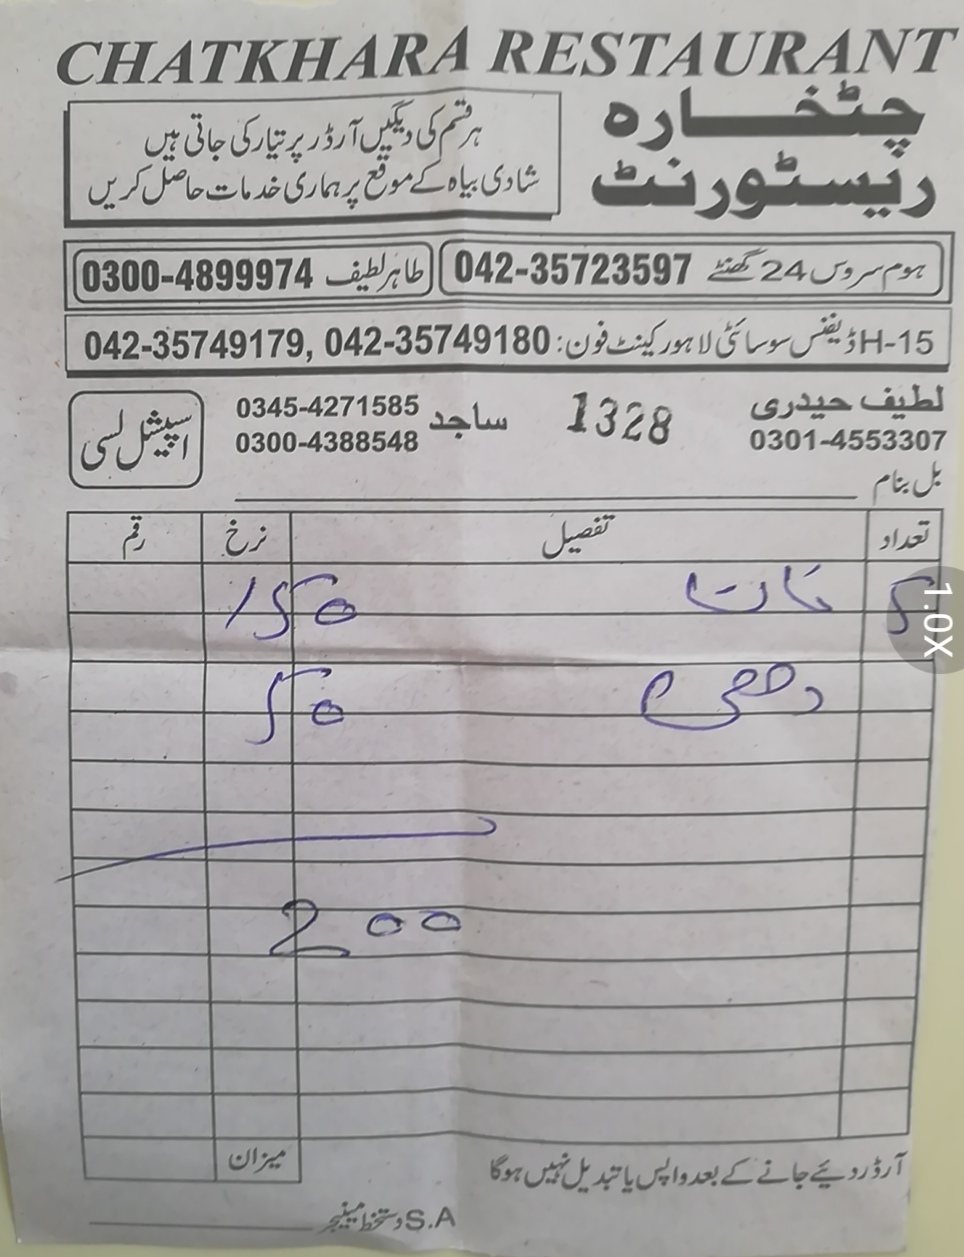 CHATKHARA RESTAURANT
چٹخارہ
ریسٹورنٹ
ہر قسم کی دیگیں آرڈر پر تیار کی جاتی ہیں
شادی بیاہ کے موقع پر ہماری خدمات حاصل کریں
ہوم سروس 24 گھنٹے 042-35723597
طاہر لطیف 0300-4899974
15-H ڈیفنس سوسائٹی لاہور کینٹ فون: 042-35749180 ,042-35749179
لطیف حیدری
0301-4553307
1328
ساجد
0345-4271585
0300-4388548
اسپیشل لسی
بل بنام
تعداد تفصیل نرخ رقم
5 نان 150
دھی 50
200
میزان
آرڈر دیئے جانے کے بعد واپس یا تبدیل نہیں ہوگا
S.A دستخط مینیجر
1.0X